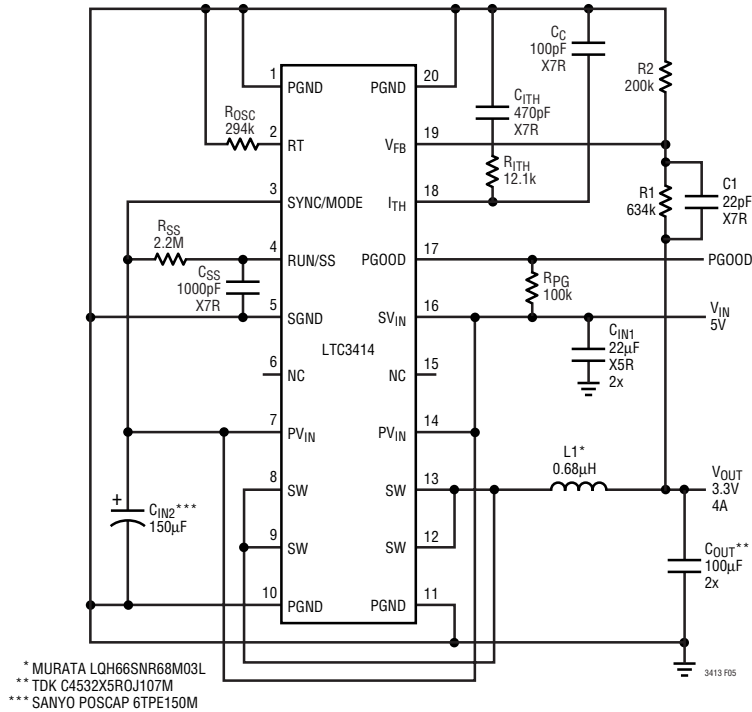 C_C
100pF
X7R
R2
200k
1
PGND
PGND
20
C_ITH
470pF
X7R
R_OSC
294k
2
RT
V_FB
19
R_ITH
12.1k
R1
634k
C1
22pF
X7R
3
SYNC/MODE
I_TH
18
R_SS
2.2M
4
RUN/SS
PGOOD
17
PGOOD
C_SS
1000pF
X7R
R_PG
100k
5
SGND
SV_IN
16
V_IN
5V
LTC3414
C_IN1
22µF
X5R
2x
6
NC
NC
15
7
PV_IN
PV_IN
14
L1*
0.68µH
8
SW
SW
13
V_OUT
3.3V
4A
+
C_IN2***
150µF
9
SW
SW
12
C_OUT**
100µF
2x
10
PGND
PGND
11
* MURATA LQH66SNR68M03L
** TDK C4532X5ROJ107M
*** SANYO POSCAP 6TPE150M
3413 F05